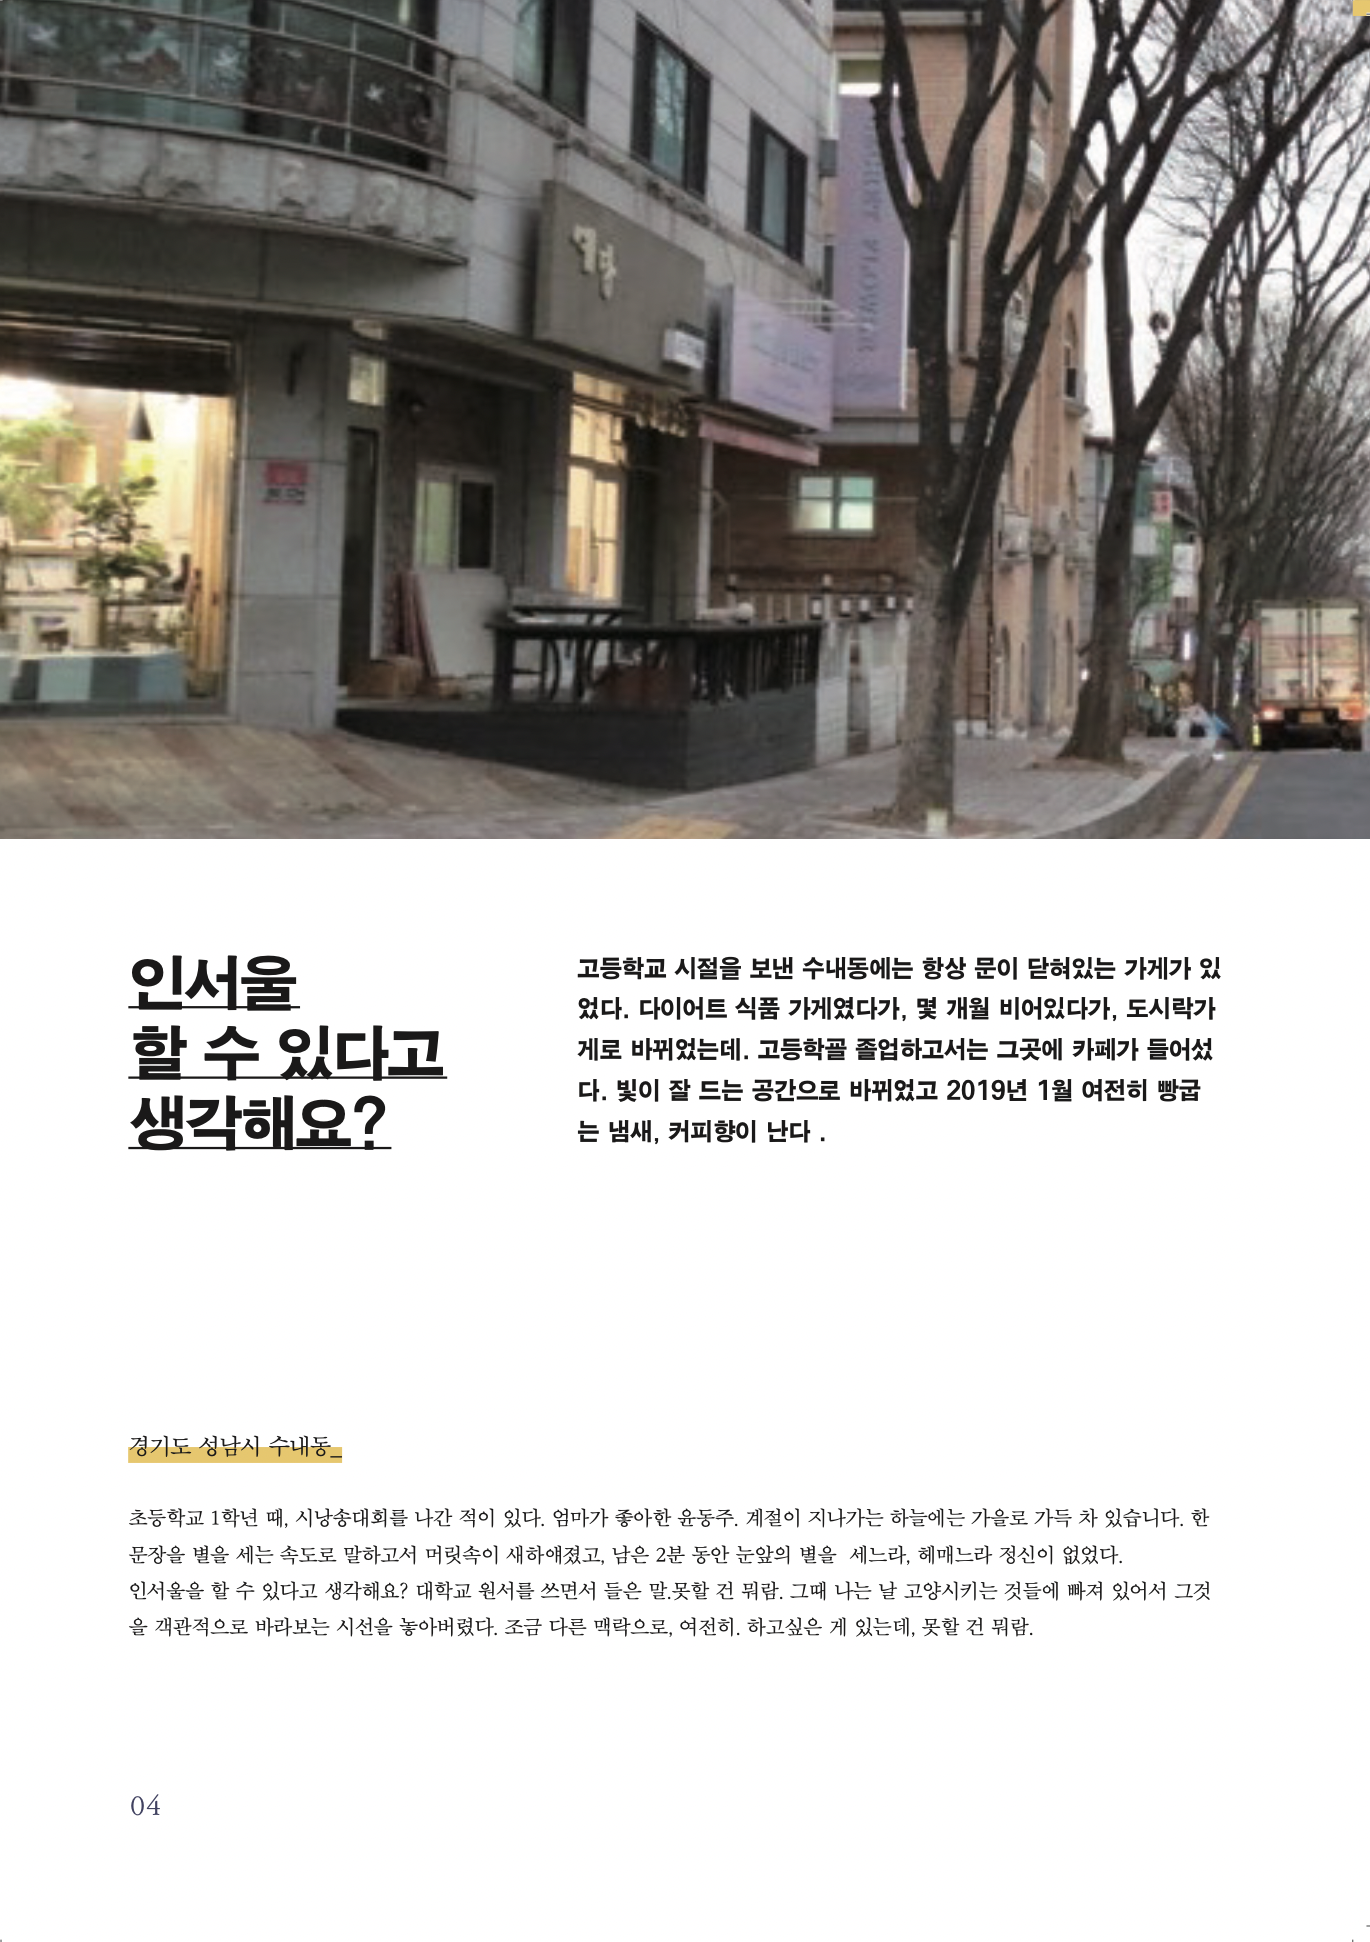 인서울
할 수 있다고
생각해요?
고등학교 시절을 보낸 수내동에는 항상 문이 닫혀있는 가게가 있
었다. 다이어트 식품 가게였다가, 몇 개월 비어있다가, 도시락가
게로 바뀌었는데. 고등학골 졸업하고서는 그곳에 카페가 들어섰
다. 빛이 잘 드는 공간으로 바뀌었고 2019년 1월 여전히 빵굽
는 냄새, 커피향이 난다 .
경기도 성남시 수내동_
초등학교 1학년 때, 시낭송대회를 나간 적이 있다. 엄마가 좋아한 윤동주. 계절이 지나가는 하늘에는 가을로 가득 차 있습니다. 한
문장을 별을 세는 속도로 말하고서 머릿속이 새하얘졌고, 남은 2분 동안 눈앞의 별을  세느라, 헤매느라 정신이 없었다.
인서울을 할 수 있다고 생각해요? 대학교 원서를 쓰면서 들은 말.못할 건 뭐람. 그때 나는 날 고양시키는 것들에 빠져 있어서 그것
을 객관적으로 바라보는 시선을 놓아버렸다. 조금 다른 맥락으로, 여전히. 하고싶은 게 있는데, 못할 건 뭐람.
04